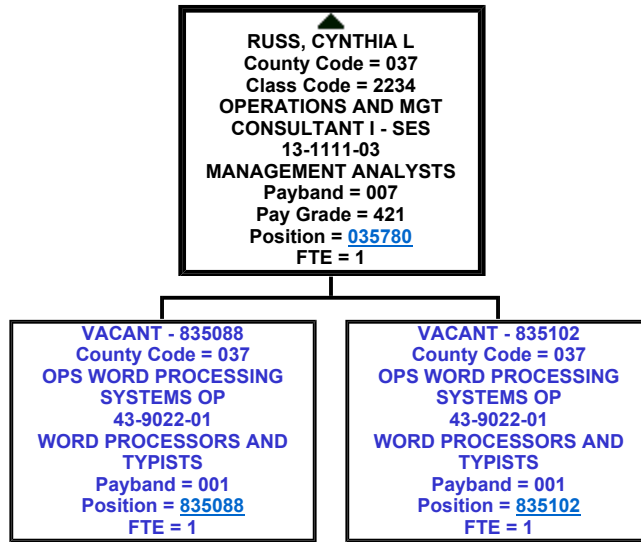 RUSS, CYNTHIA L
County Code = 037
Class Code = 2234
OPERATIONS AND MGT
CONSULTANT I - SES
13-1111-03
MANAGEMENT ANALYSTS
Payband = 007
Pay Grade = 421
Position = 035780
FTE = 1
VACANT - 835088
County Code = 037
OPS WORD PROCESSING
SYSTEMS OP
43-9022-01
WORD PROCESSORS AND
TYPISTS
Payband = 001
Position = 835088
FTE = 1
VACANT - 835102
County Code = 037
OPS WORD PROCESSING
SYSTEMS OP
43-9022-01
WORD PROCESSORS AND
TYPISTS
Payband = 001
Position = 835102
FTE = 1